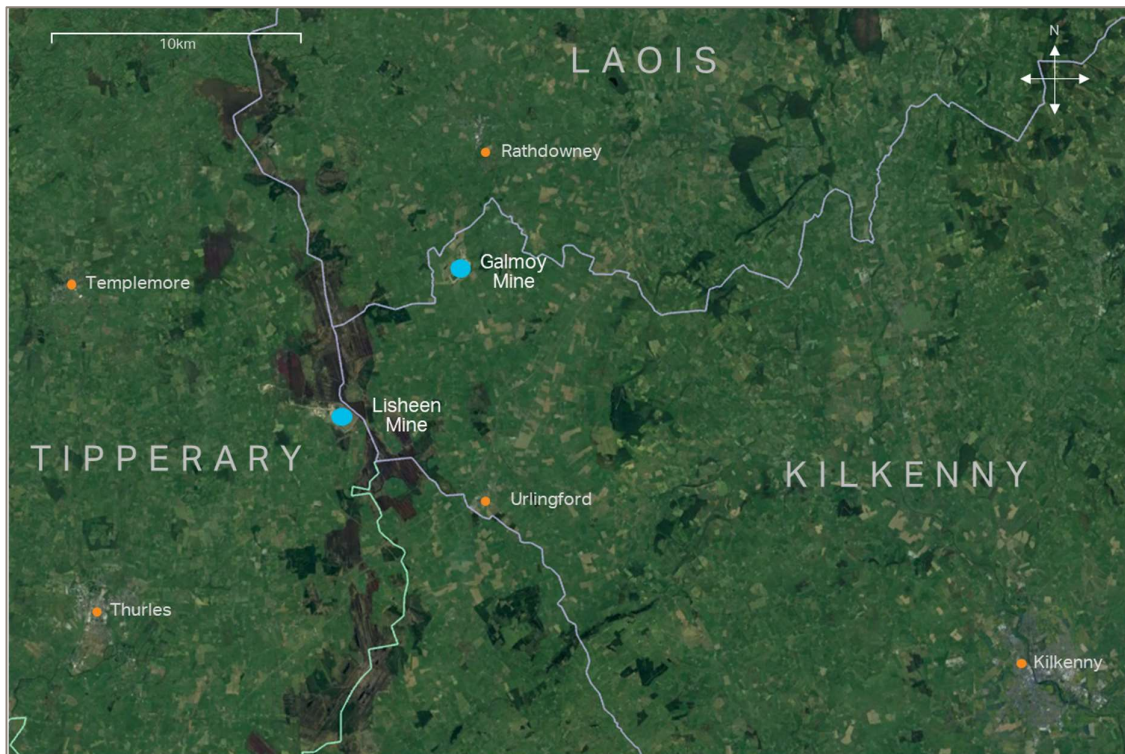 10km
LAOIS
N
Rathdowney
Galmoy
Mine
Templemore
Lisheen
Mine
TIPPERARY
KILKENNY
Urlingford
Thurles
Kilkenny